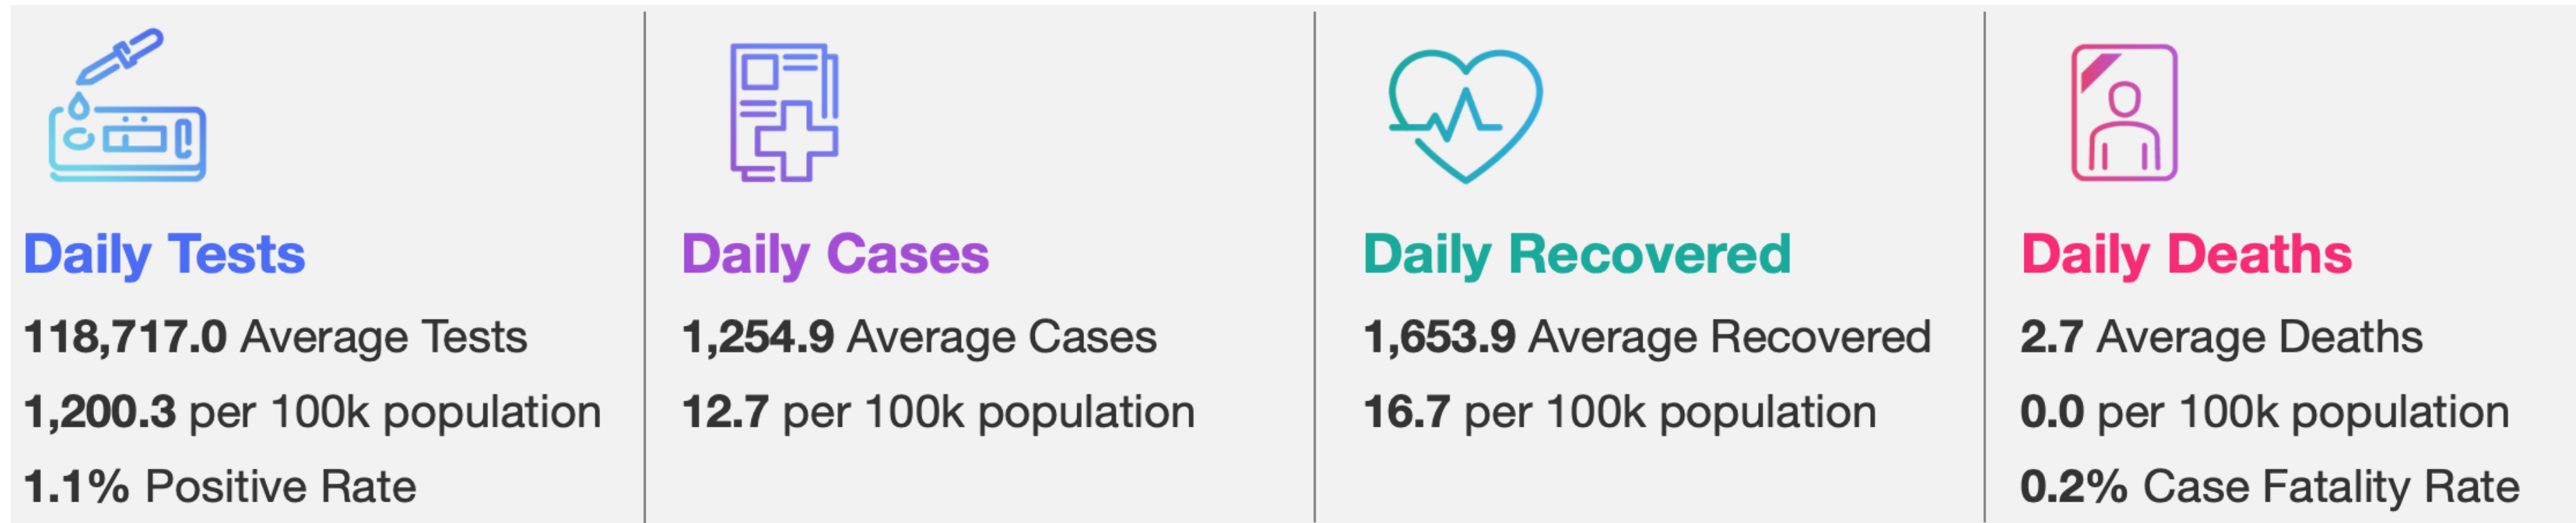 Daily Tests
118,717.0 Average Tests
1,200.3 per 100k population
1.1% Positive Rate
Daily Cases
1,254.9 Average Cases
12.7 per 100k population
Daily Recovered
1,653.9 Average Recovered
16.7 per 100k population
Daily Deaths
2.7 Average Deaths
0.0 per 100k population
0.2% Case Fatality Rate